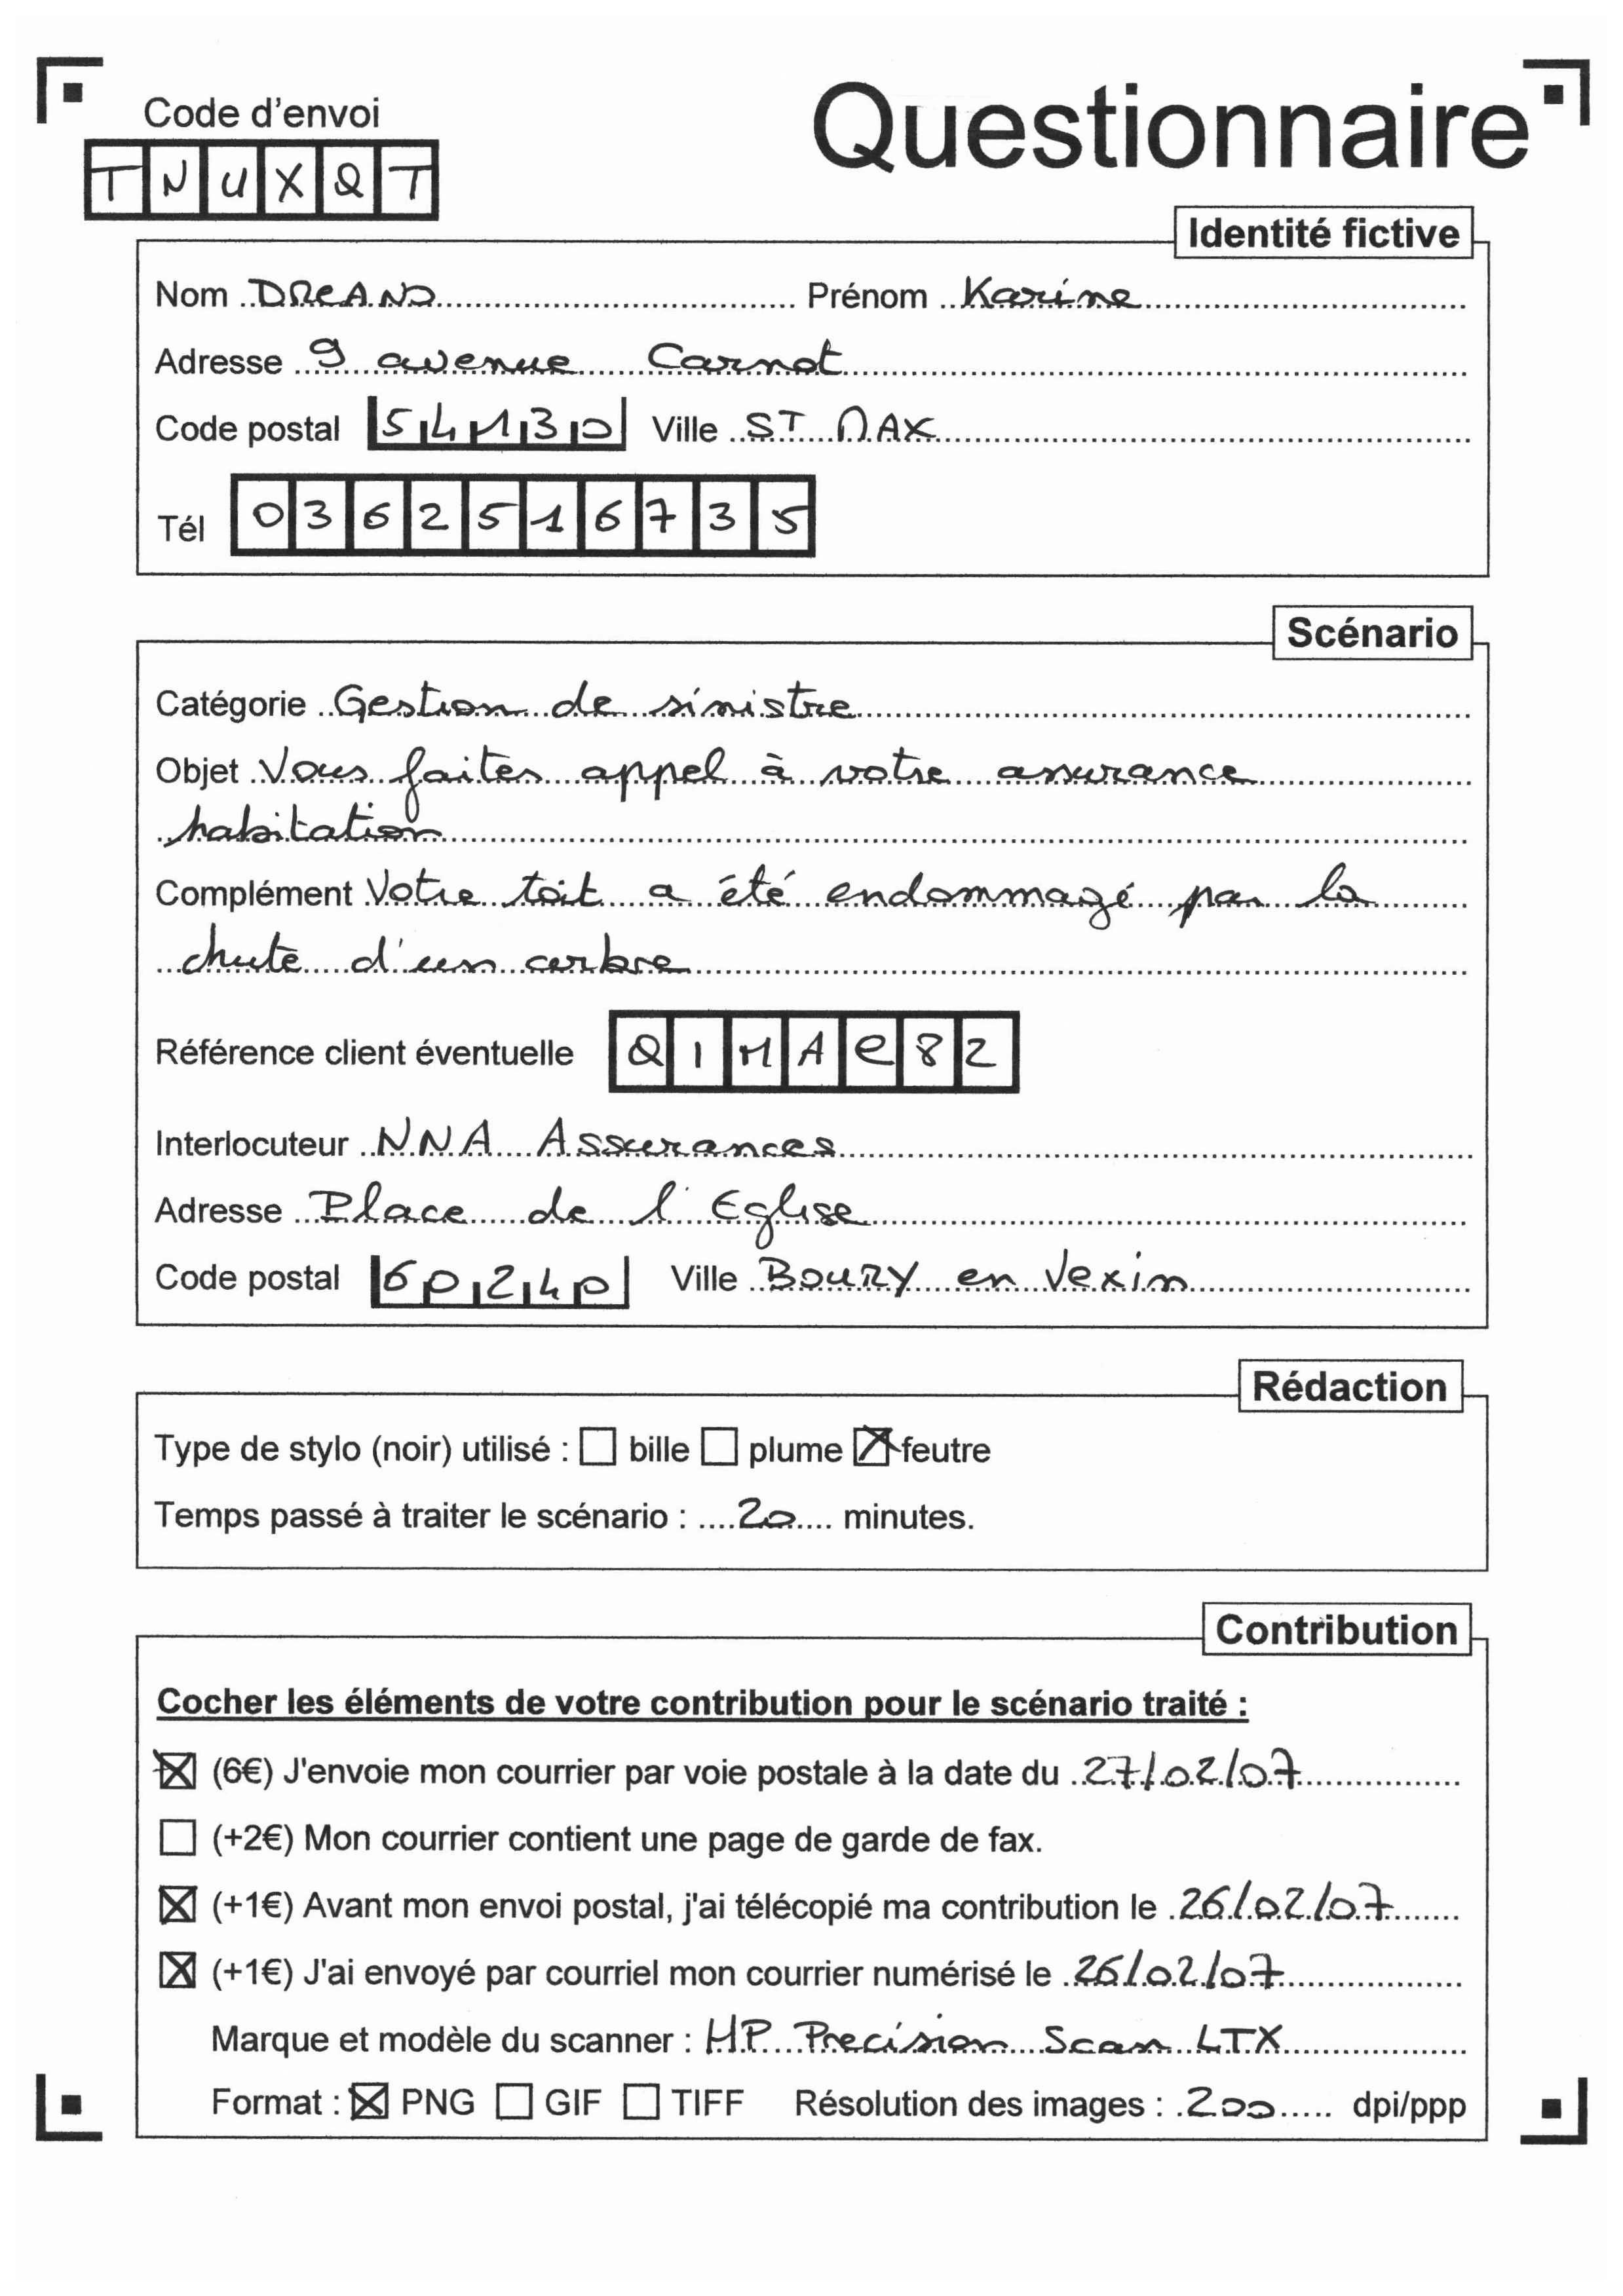 Code d'envoi
Questionnaire
TNUXQT
Identité fictive
Nom DREAND Prénom Karine
Adresse 9 avenue Carnot
Code postal 54130 Ville ST MAX
Tél 0362516735
Scénario
Catégorie Gestion de sinistre
Objet Vous faites appel à votre assurance
habitation
Complément Votre toit a été endommagé par la
chute d'un arbre
Référence client éventuelle QIMAE82
Interlocuteur NNA Assurances
Adresse Place de l'Eglise
Code postal 60240 Ville BOURY en Vexin
Rédaction
Type de stylo (noir) utilisé : ☐ bille ☐ plume ☒ feutre
Temps passé à traiter le scénario : 20 minutes.
Contribution
Cocher les éléments de votre contribution pour le scénario traité :
☒ (6€) J'envoie mon courrier par voie postale à la date du 27/02/07
☐ (+2€) Mon courrier contient une page de garde de fax.
☒ (+1€) Avant mon envoi postal, j'ai télécopié ma contribution le 26/02/07
☒ (+1€) J'ai envoyé par courriel mon courrier numérisé le 26/02/07
Marque et modèle du scanner : HP Precision Scan LTX
Format : ☒ PNG ☐ GIF ☐ TIFF Résolution des images : 200 dpi/ppp